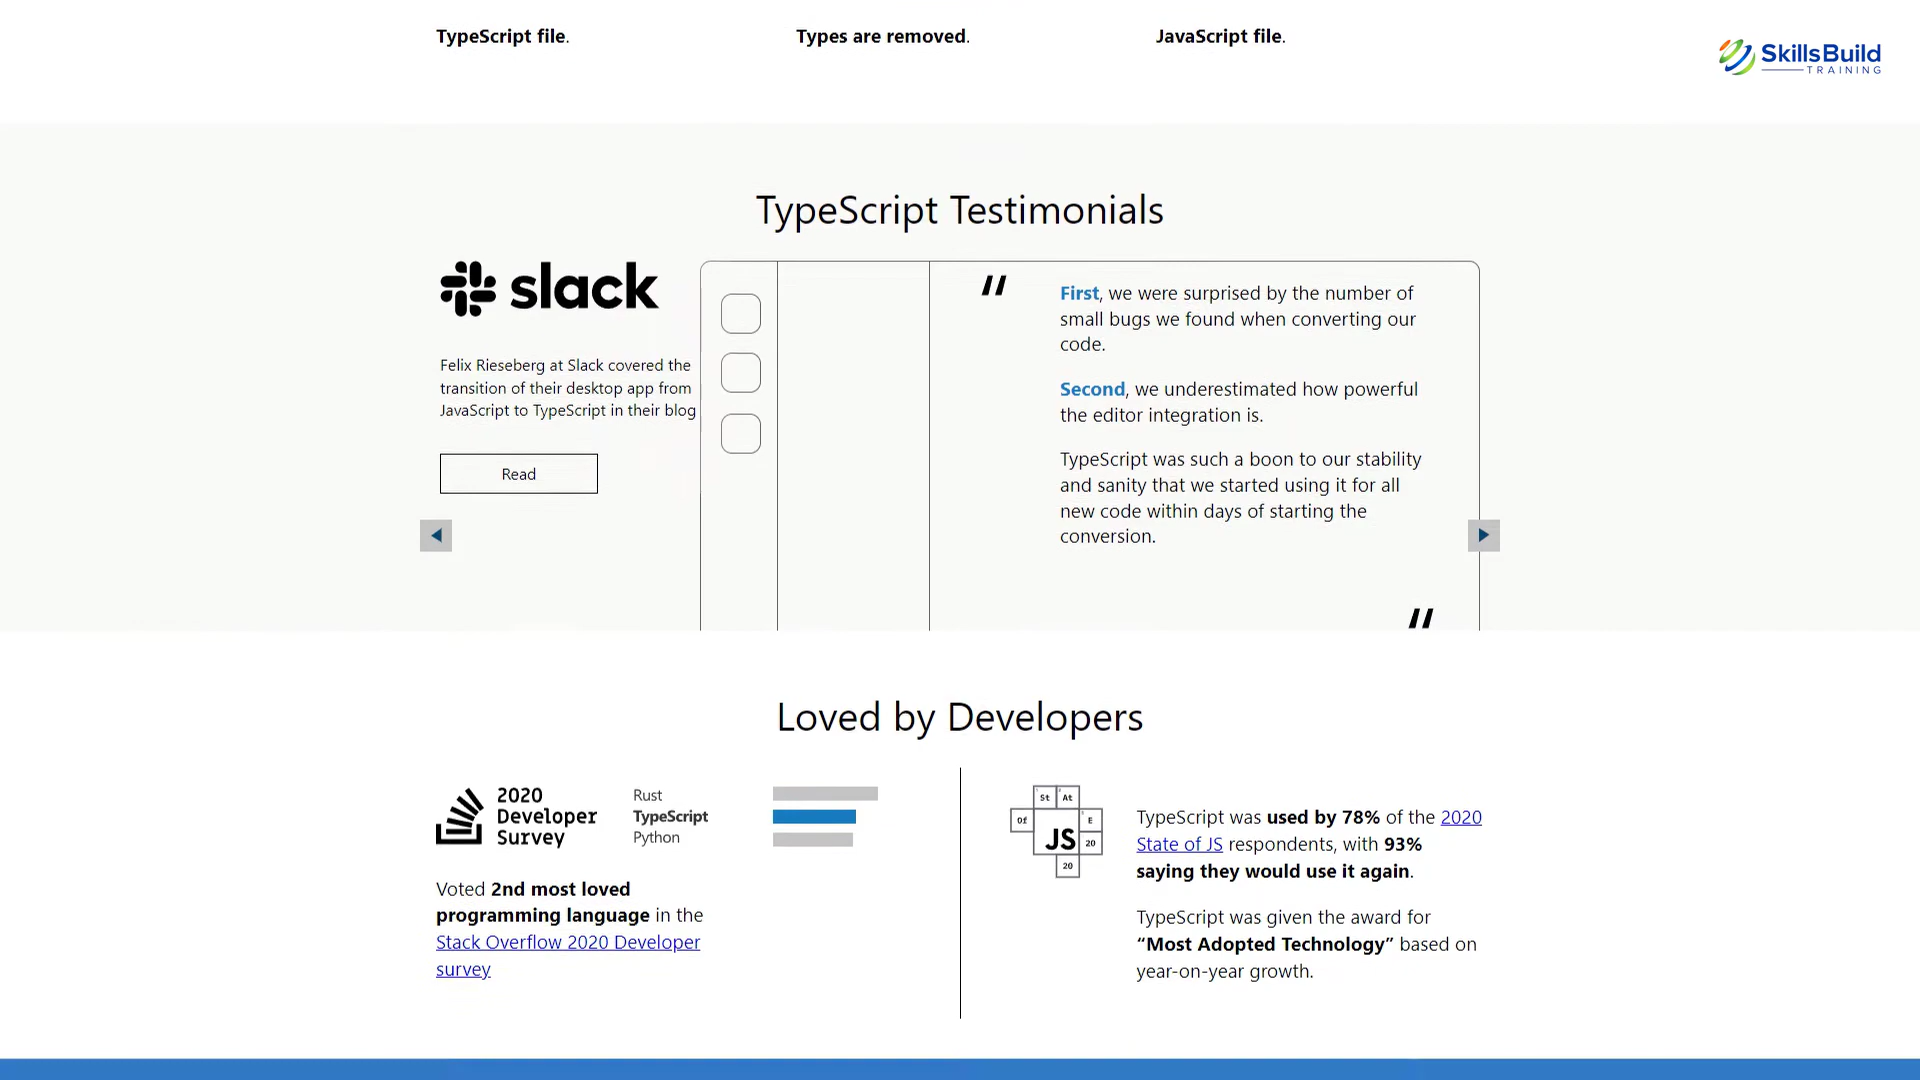 TypeScript file.
Types are removed.
JavaScript file.
SkillsBuild
TRAINING
TypeScript Testimonials
slack
Felix Rieseberg at Slack covered the
transition of their desktop app from
JavaScript to TypeScript in their blog
Read
"
First, we were surprised by the number of
small bugs we found when converting our
code.
Second, we underestimated how powerful
the editor integration is.
TypeScript was such a boon to our stability
and sanity that we started using it for all
new code within days of starting the
conversion.
"
Loved by Developers
2020
Developer
Survey
Rust
TypeScript
Python
Voted 2nd most loved
programming language in the
Stack Overflow 2020 Developer
survey
St At
Of E
JS 20
20
TypeScript was used by 78% of the 2020
State of JS respondents, with 93%
saying they would use it again.
TypeScript was given the award for
“Most Adopted Technology” based on
year-on-year growth.